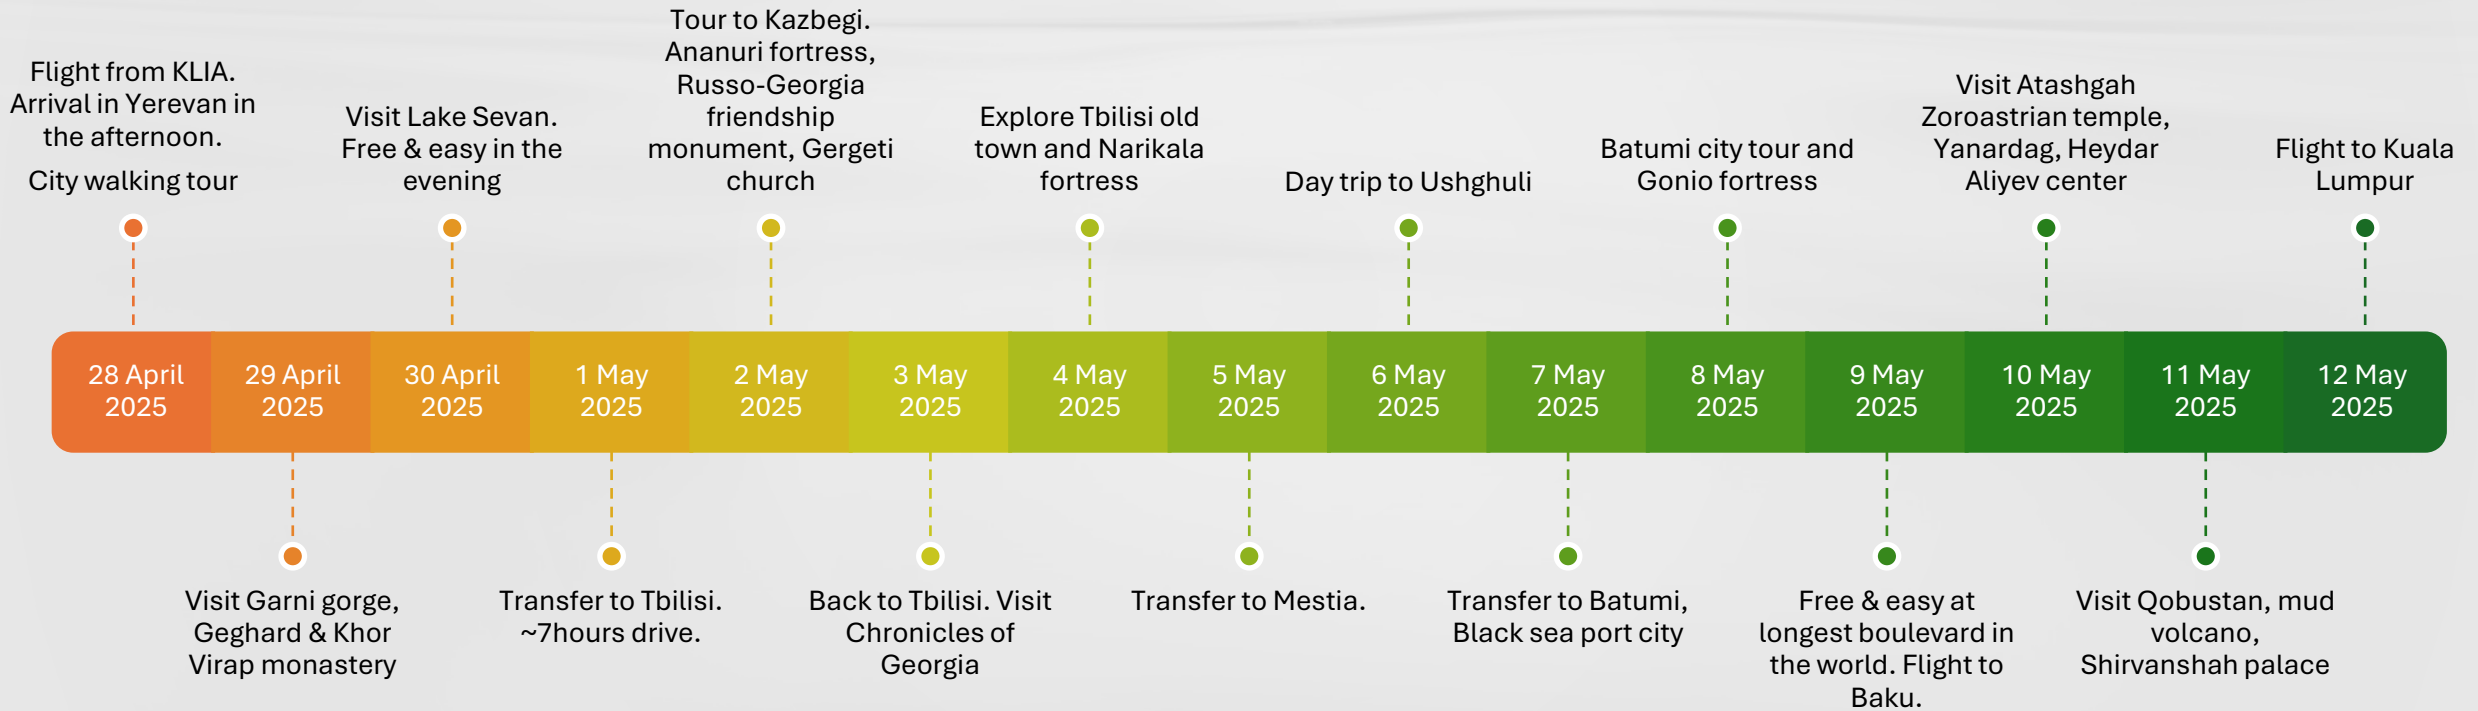 Flight from KLIA.
Arrival in Yerevan in
the afternoon.
City walking tour
Visit Lake Sevan.
Free & easy in the
evening
Tour to Kazbegi.
Ananuri fortress,
Russo-Georgia
friendship
monument, Gergeti
church
Explore Tbilisi old
town and Narikala
fortress
Day trip to Ushghuli
Batumi city tour and
Gonio fortress
Visit Atashgah
Zoroastrian temple,
Yanardag, Heydar
Aliyev center
Flight to Kuala
Lumpur
28 April
2025
29 April
2025
30 April
2025
1 May
2025
2 May
2025
3 May
2025
4 May
2025
5 May
2025
6 May
2025
7 May
2025
8 May
2025
9 May
2025
10 May
2025
11 May
2025
12 May
2025
Visit Garni gorge,
Geghard & Khor
Virap monastery
Transfer to Tbilisi.
~7hours drive.
Back to Tbilisi. Visit
Chronicles of
Georgia
Transfer to Mestia.
Transfer to Batumi,
Black sea port city
Free & easy at
longest boulevard in
the world. Flight to
Baku.
Visit Qobustan, mud
volcano,
Shirvanshah palace